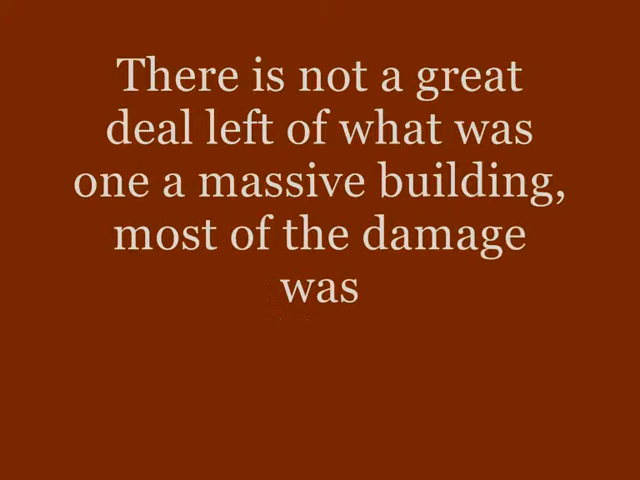 There is not a great
deal left of what was
one a massive building,
most of the damage
was